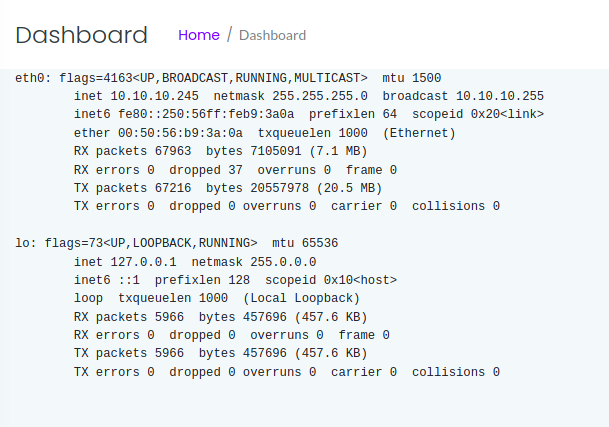 Dashboard Home / Dashboard
eth0: flags=4163<UP,BROADCAST,RUNNING,MULTICAST>  mtu 1500
        inet 10.10.10.245  netmask 255.255.255.0  broadcast 10.10.10.255
        inet6 fe80::250:56ff:feb9:3a0a  prefixlen 64  scopeid 0x20<link>
        ether 00:50:56:b9:3a:0a  txqueuelen 1000  (Ethernet)
        RX packets 67963  bytes 7105091 (7.1 MB)
        RX errors 0  dropped 37  overruns 0  frame 0
        TX packets 67216  bytes 20557978 (20.5 MB)
        TX errors 0  dropped 0 overruns 0  carrier 0  collisions 0
lo: flags=73<UP,LOOPBACK,RUNNING>  mtu 65536
        inet 127.0.0.1  netmask 255.0.0.0
        inet6 ::1  prefixlen 128  scopeid 0x10<host>
        loop  txqueuelen 1000  (Local Loopback)
        RX packets 5966  bytes 457696 (457.6 KB)
        RX errors 0  dropped 0  overruns 0  frame 0
        TX packets 5966  bytes 457696 (457.6 KB)
        TX errors 0  dropped 0 overruns 0  carrier 0  collisions 0